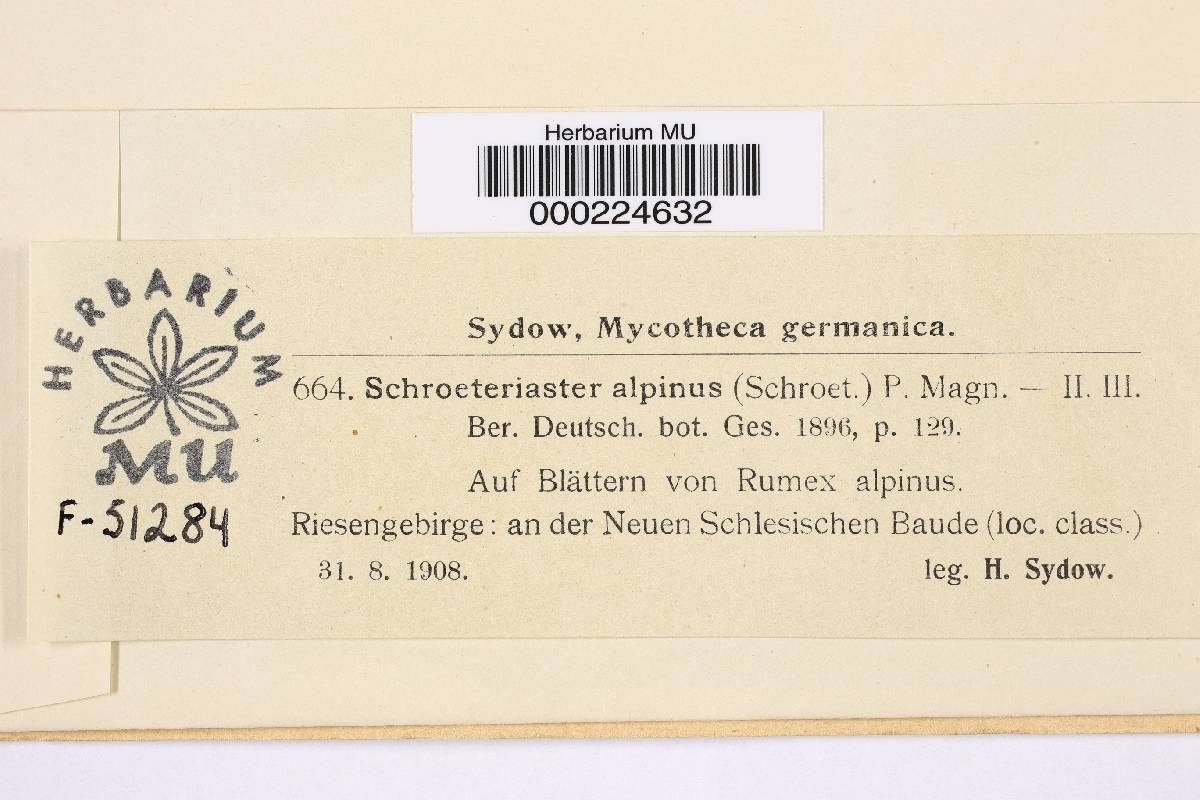 Herbarium MU
000224632
HERBARIUM
MU
F-51284
Sydow, Mycotheca germanica.
664. Schroeteriaster alpinus (Schroet.) P. Magn. — II. III.
Ber. Deutsch. bot. Ges. 1896, p. 129.
Auf Blättern von Rumex alpinus.
Riesengebirge: an der Neuen Schlesischen Baude (loc. class.)
31. 8. 1908. leg. H. Sydow.